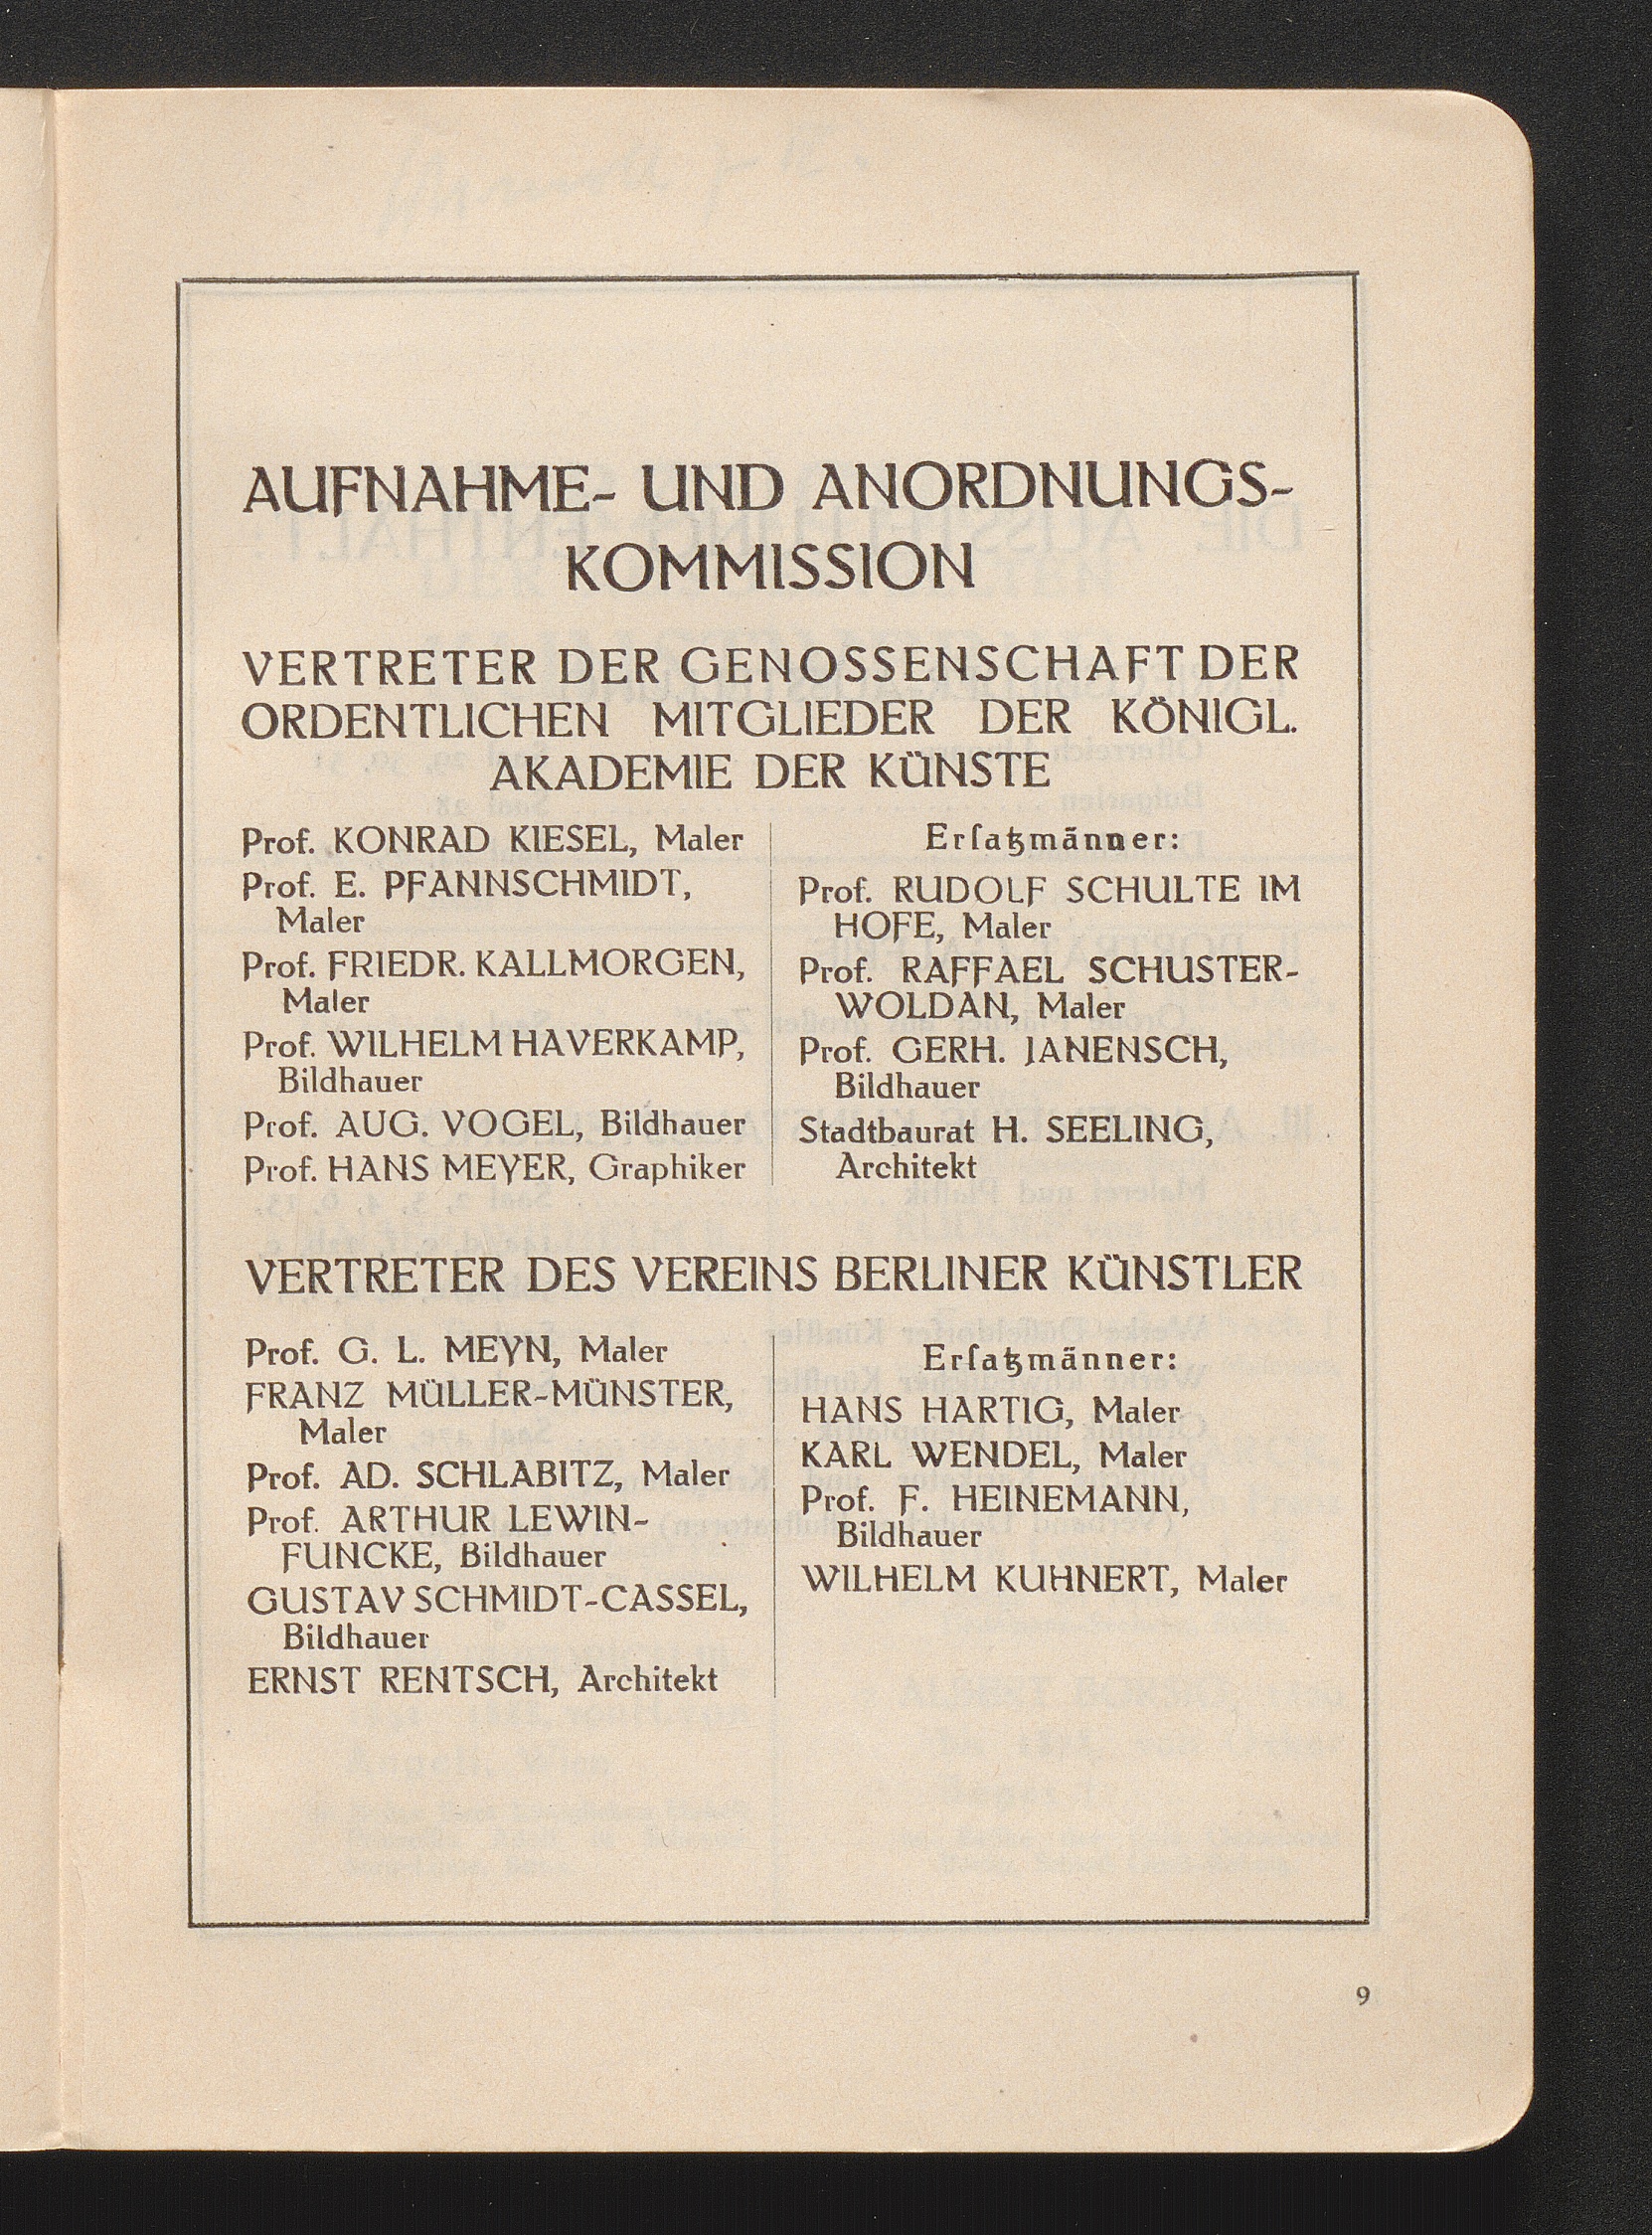 AUFNAHME- UND ANORDNUNGS-
KOMMISSION
VERTRETER DER GENOSSENSCHAFT DER
ORDENTLICHEN MITGLIEDER DER KÖNIGL.
AKADEMIE DER KÜNSTE
Prof. KONRAD KIESEL, Maler
Prof. E. PFANNSCHMIDT,
Maler
Prof. FRIEDR. KALLMORGEN,
Maler
Prof. WILHELM HAVERKAMP,
Bildhauer
Prof. AUG. VOGEL, Bildhauer
Prof. HANS MEYER, Graphiker
Erſatzmänner:
Prof. RUDOLF SCHULTE IM
HOFE, Maler
Prof. RAFFAEL SCHUSTER-
WOLDAN, Maler
Prof. GERH. JANENSCH,
Bildhauer
Stadtbaurat H. SEELING,
Architekt
VERTRETER DES VEREINS BERLINER KÜNSTLER
Prof. G. L. MEYN, Maler
FRANZ MÜLLER-MÜNSTER,
Maler
Prof. AD. SCHLABITZ, Maler
Prof. ARTHUR LEWIN-
FUNCKE, Bildhauer
GUSTAV SCHMIDT-CASSEL,
Bildhauer
ERNST RENTSCH, Architekt
Erſatzmänner:
HANS HARTIG, Maler
KARL WENDEL, Maler
Prof. F. HEINEMANN,
Bildhauer
WILHELM KUHNERT, Maler
9